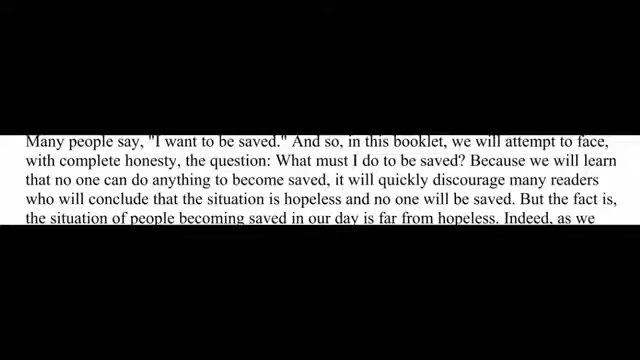 Many people say, "I want to be saved." And so, in this booklet, we will attempt to face,
with complete honesty, the question: What must I do to be saved? Because we will learn
that no one can do anything to become saved, it will quickly discourage many readers
who will conclude that the situation is hopeless and no one will be saved. But the fact is,
the situation of people becoming saved in our day is far from hopeless. Indeed, as we